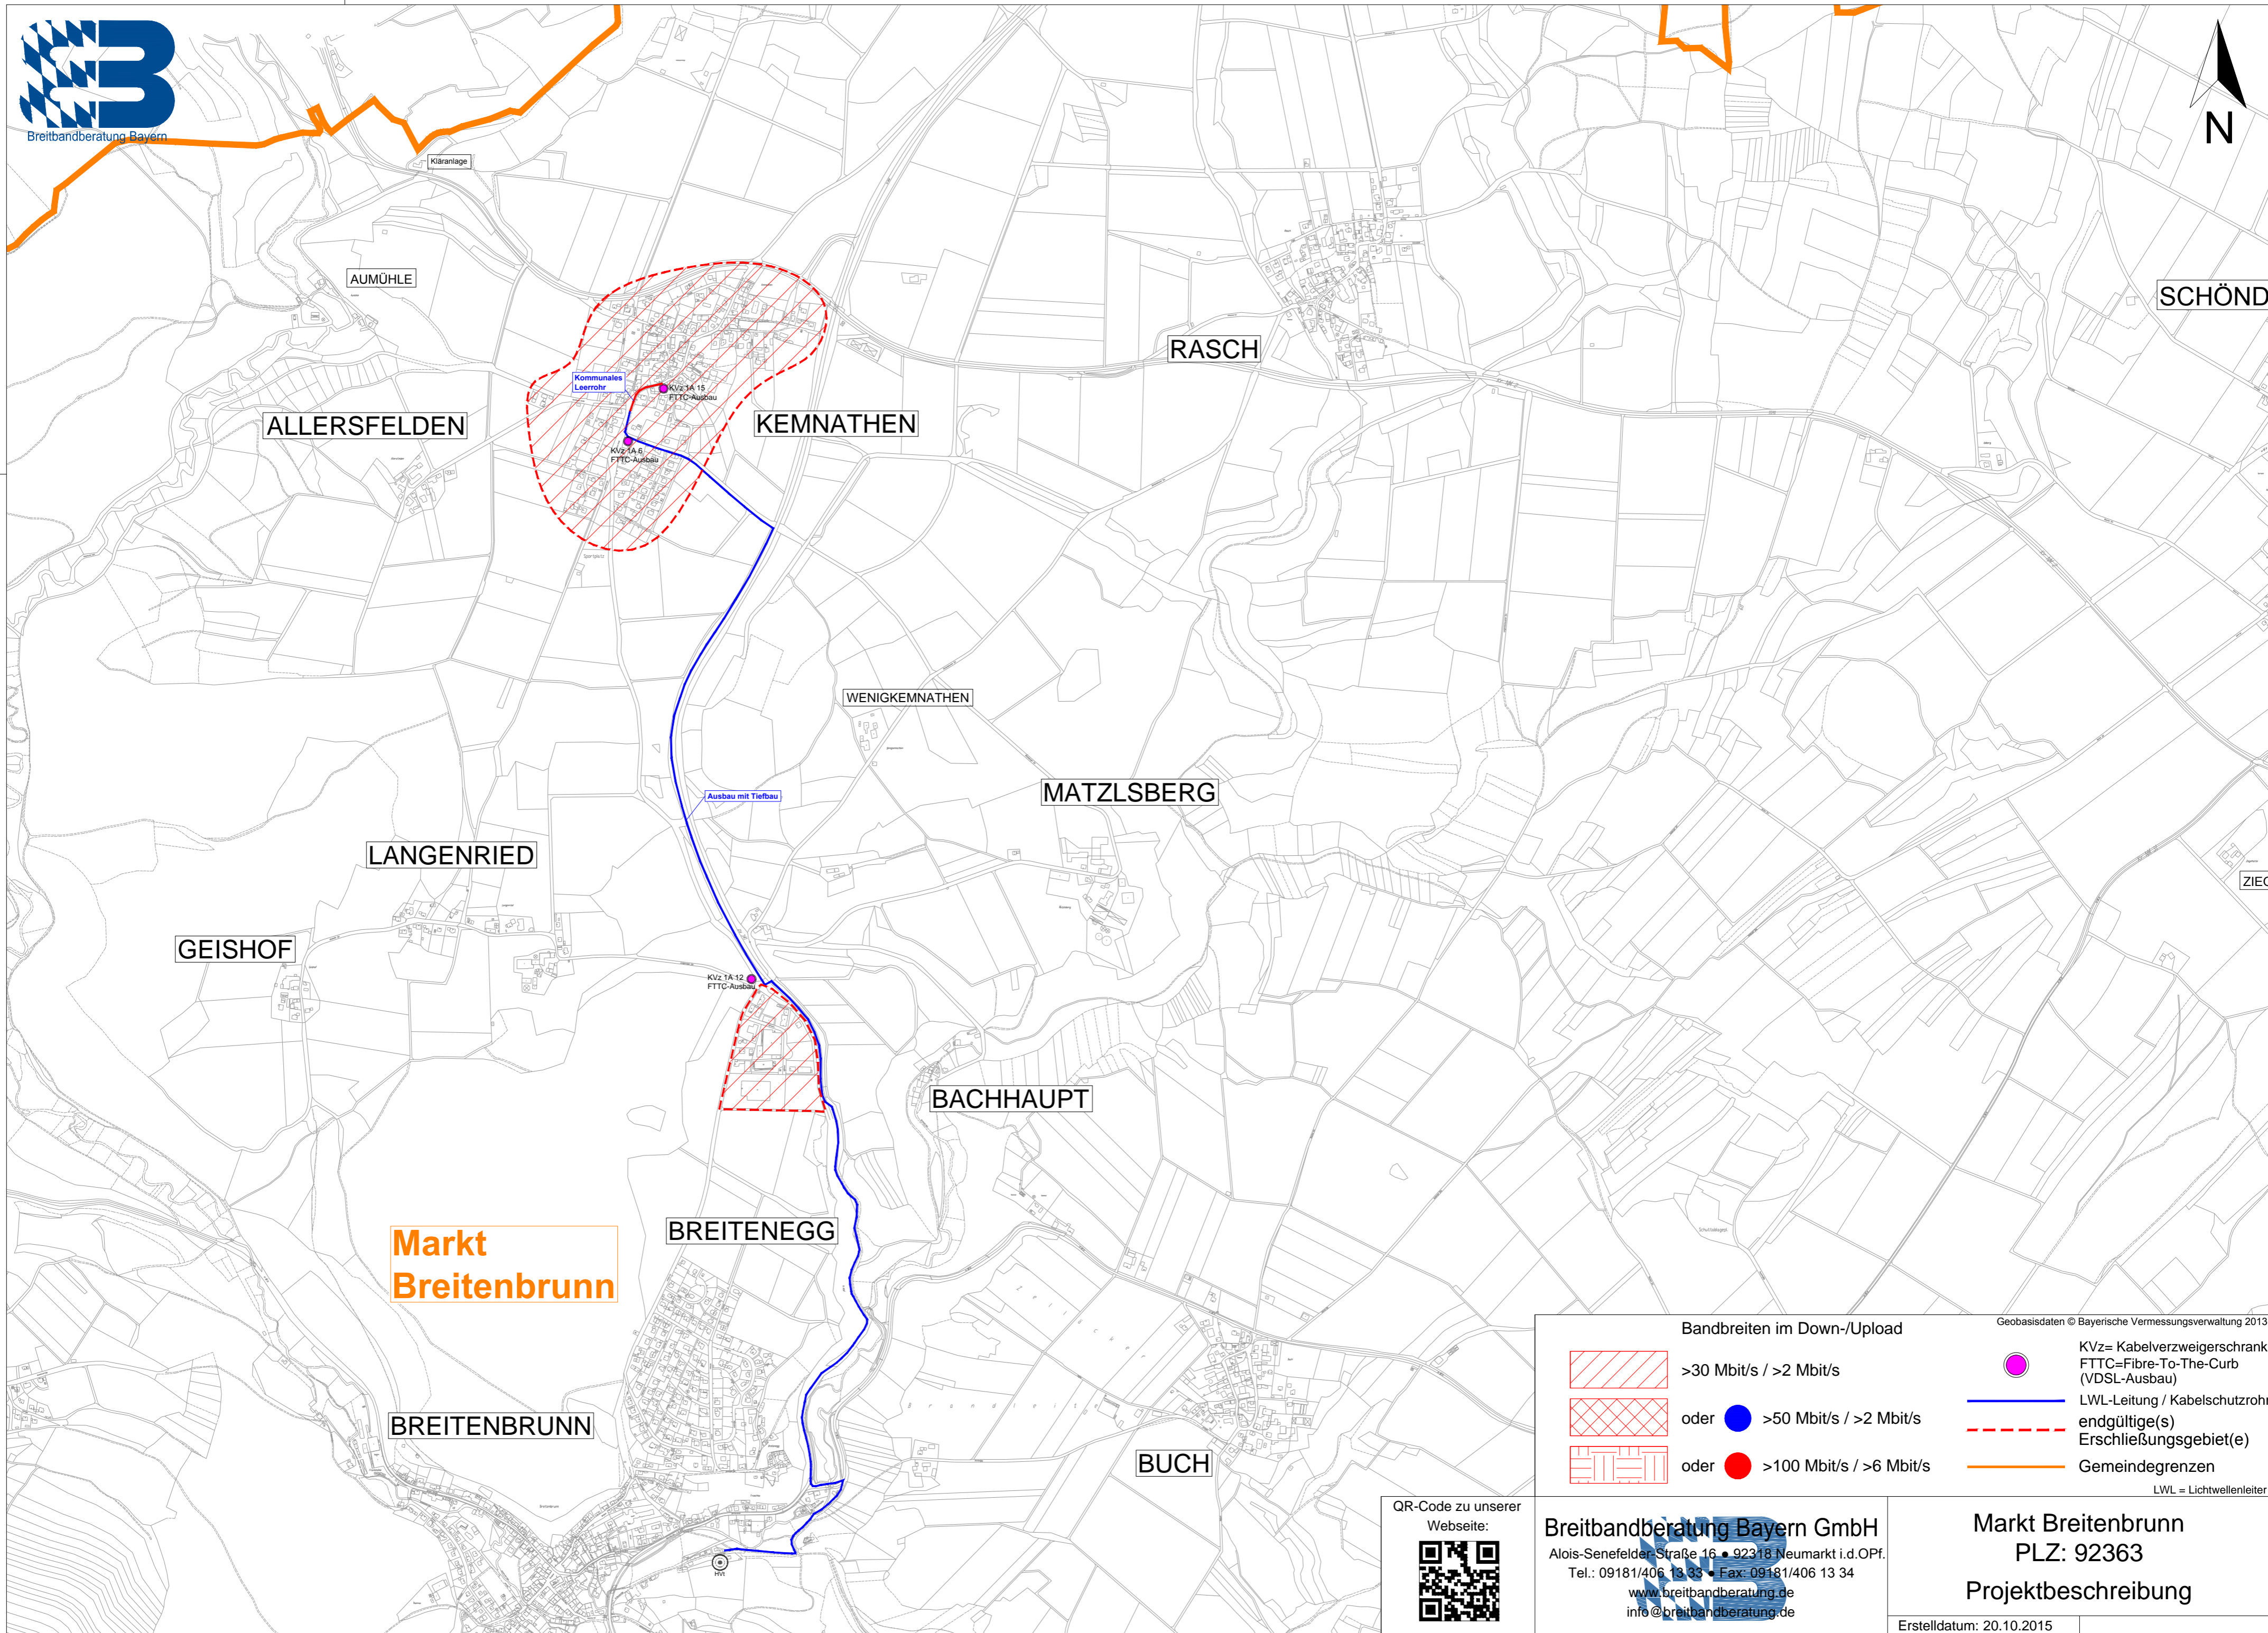 Breitbandberatung Bayern
Kläranlage
N
AUMÜHLE
SCHÖND
RASCH
Kommunales
Leerrohr
KVz 1A 15
FTTC-Ausbau
ALLERSFELDEN
KEMNATHEN
KVz 1A 6
FTTC-Ausbau
Sportplatz
WENIGKEMNATHEN
MATZLSBERG
Ausbau mit Tiefbau
LANGENRIED
ZIEG
GEISHOF
KVz 1A 12
FTTC-Ausbau
BACHHAUPT
BREITENEGG
Markt
Breitenbrunn
BREITENBRUNN
BUCH
HVt
Bandbreiten im Down-/Upload
>30 Mbit/s / >2 Mbit/s
oder >50 Mbit/s / >2 Mbit/s
oder >100 Mbit/s / >6 Mbit/s
Geobasisdaten © Bayerische Vermessungsverwaltung 2013
KVz= Kabelverzweigerschrank
FTTC=Fibre-To-The-Curb
(VDSL-Ausbau)
LWL-Leitung / Kabelschutzrohr
endgültige(s)
Erschließungsgebiet(e)
Gemeindegrenzen
LWL = Lichtwellenleiter
QR-Code zu unserer
Webseite:
Breitbandberatung Bayern GmbH
Alois-Senefelder-Straße 16 ● 92318 Neumarkt i.d.OPf.
Tel.: 09181/406 13 33 ● Fax: 09181/406 13 34
www.breitbandberatung.de
info@breitbandberatung.de
Markt Breitenbrunn
PLZ: 92363
Projektbeschreibung
Erstelldatum: 20.10.2015